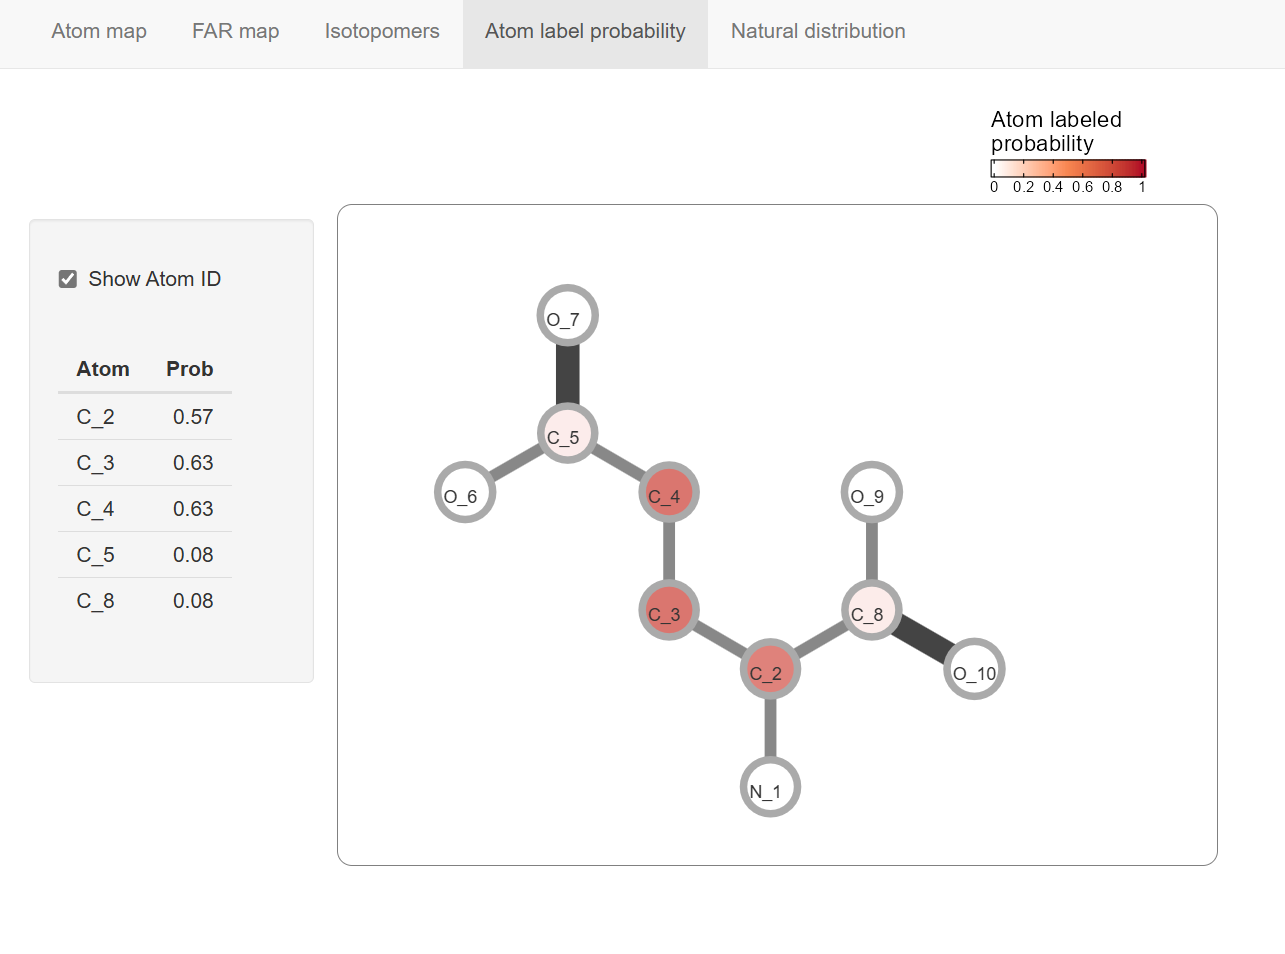 Atom map FAR map Isotopomers Atom label probability Natural distribution
Atom labeled
probability
0 0.2 0.4 0.6 0.8 1
Show Atom ID
Atom Prob
C_2 0.57
C_3 0.63
C_4 0.63
C_5 0.08
C_8 0.08
O_7
C_5
O_6
C_4
O_9
C_3
C_8
C_2
O_10
N_1